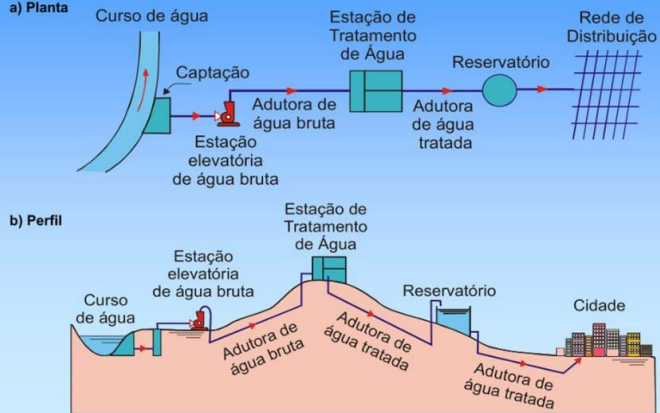 a) Planta
Curso de água
Captação
Estação
elevatória
de água bruta
Adutora de
água bruta
Estação de
Tratamento
de Água
Adutora
de água
tratada
Reservatório
Rede de
Distribuição
b) Perfil
Curso
de água
Estação
elevatória
de água bruta
Adutora de
água bruta
Estação de
Tratamento
de Água
Adutora de
água tratada
Reservatório
Adutora de
água tratada
Cidade